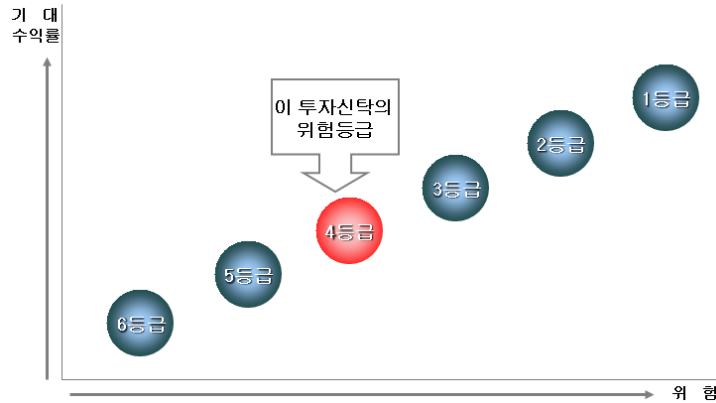 기 대
수익률
이 투자신탁의
위험등급
1등급
2등급
3등급
4등급
5등급
6등급
위 험